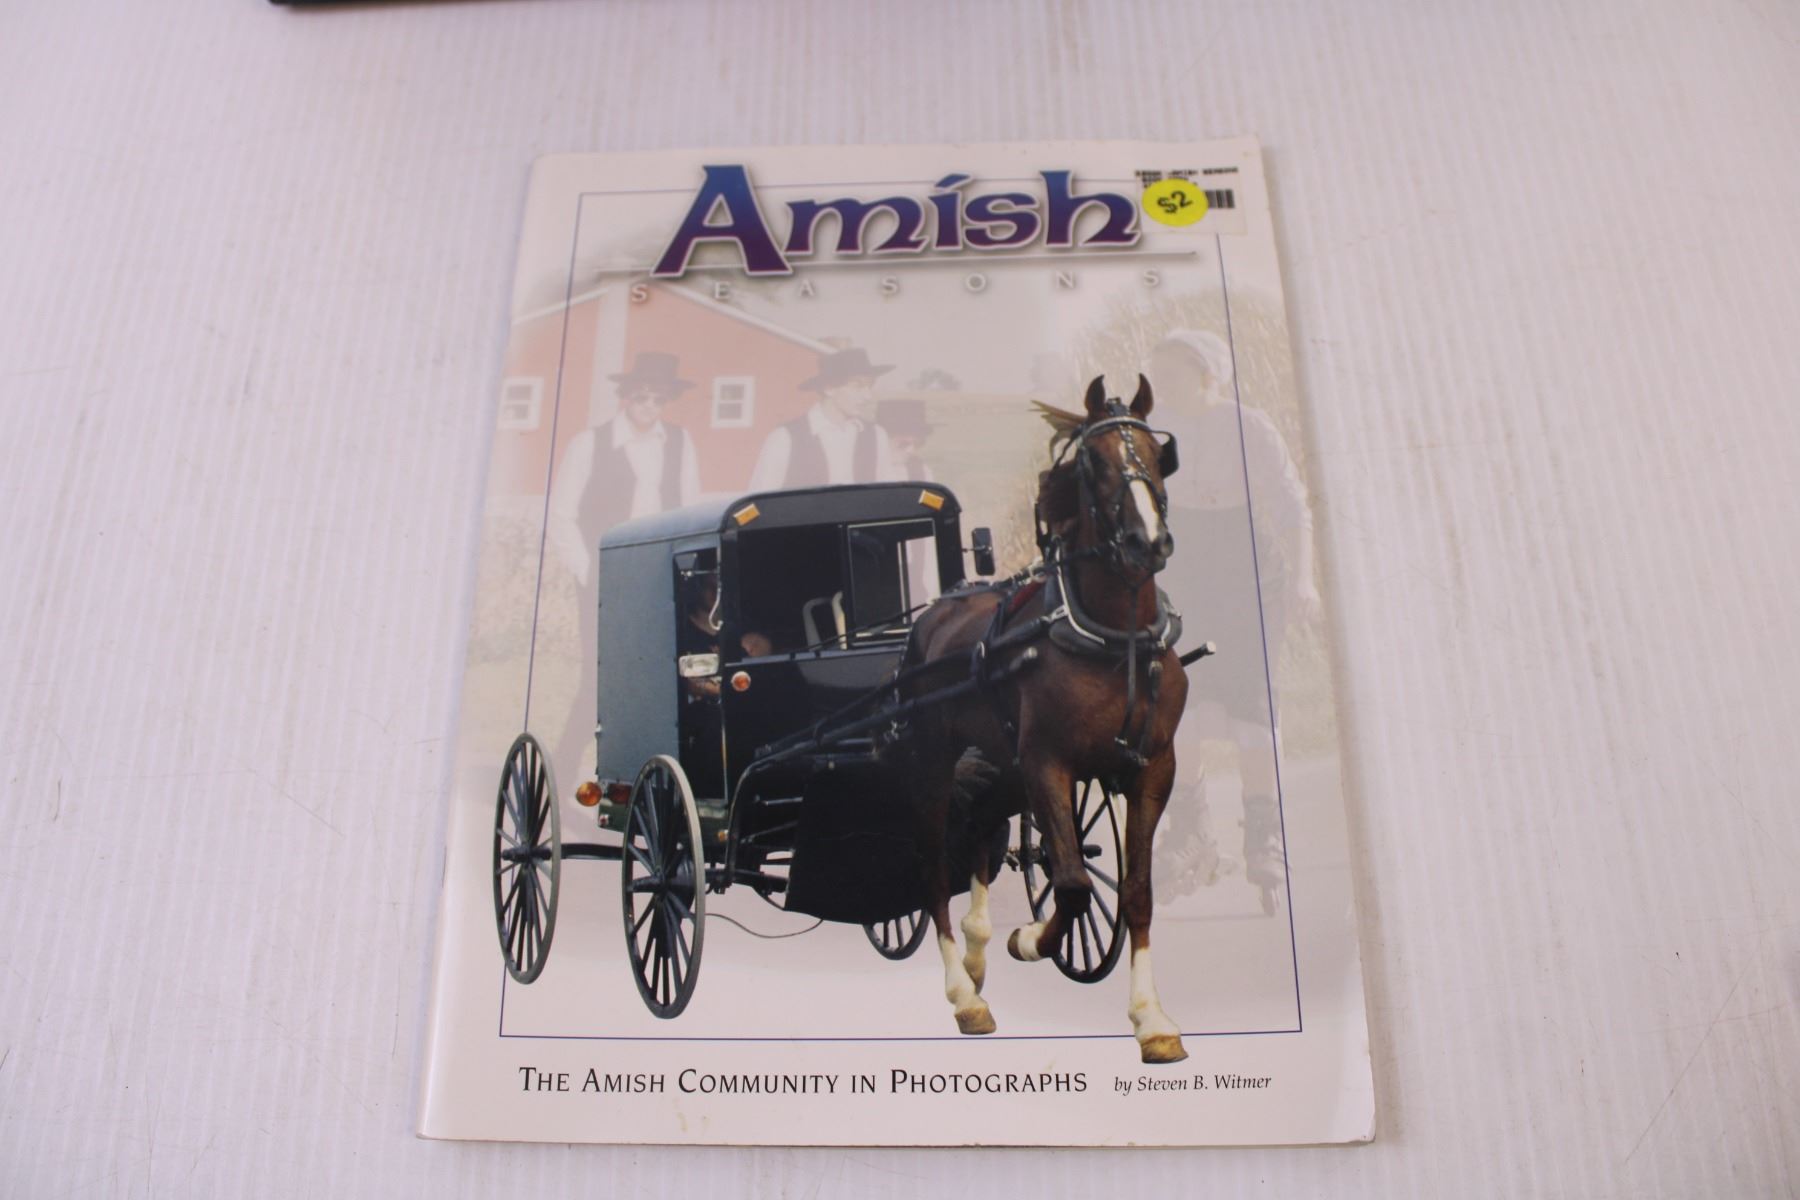 Amish
SEASONS
$2
THE AMISH COMMUNITY IN PHOTOGRAPHS by Steven B. Witmer